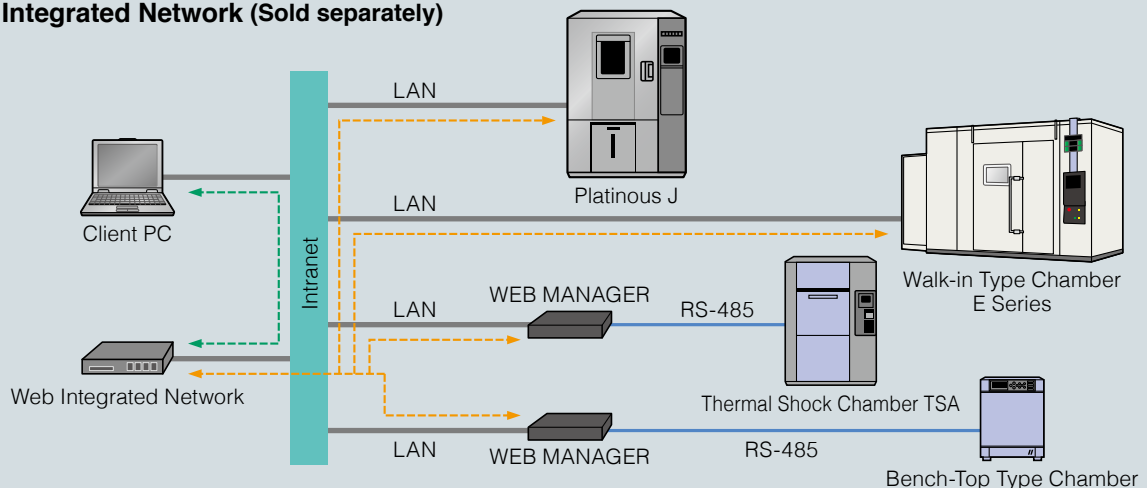 Integrated Network (Sold separately)
LAN
Platinous J
Client PC
LAN
Walk-in Type Chamber
E Series
Intranet
WEB MANAGER
LAN
RS-485
Web Integrated Network
Thermal Shock Chamber TSA
LAN
WEB MANAGER
RS-485
Bench-Top Type Chamber